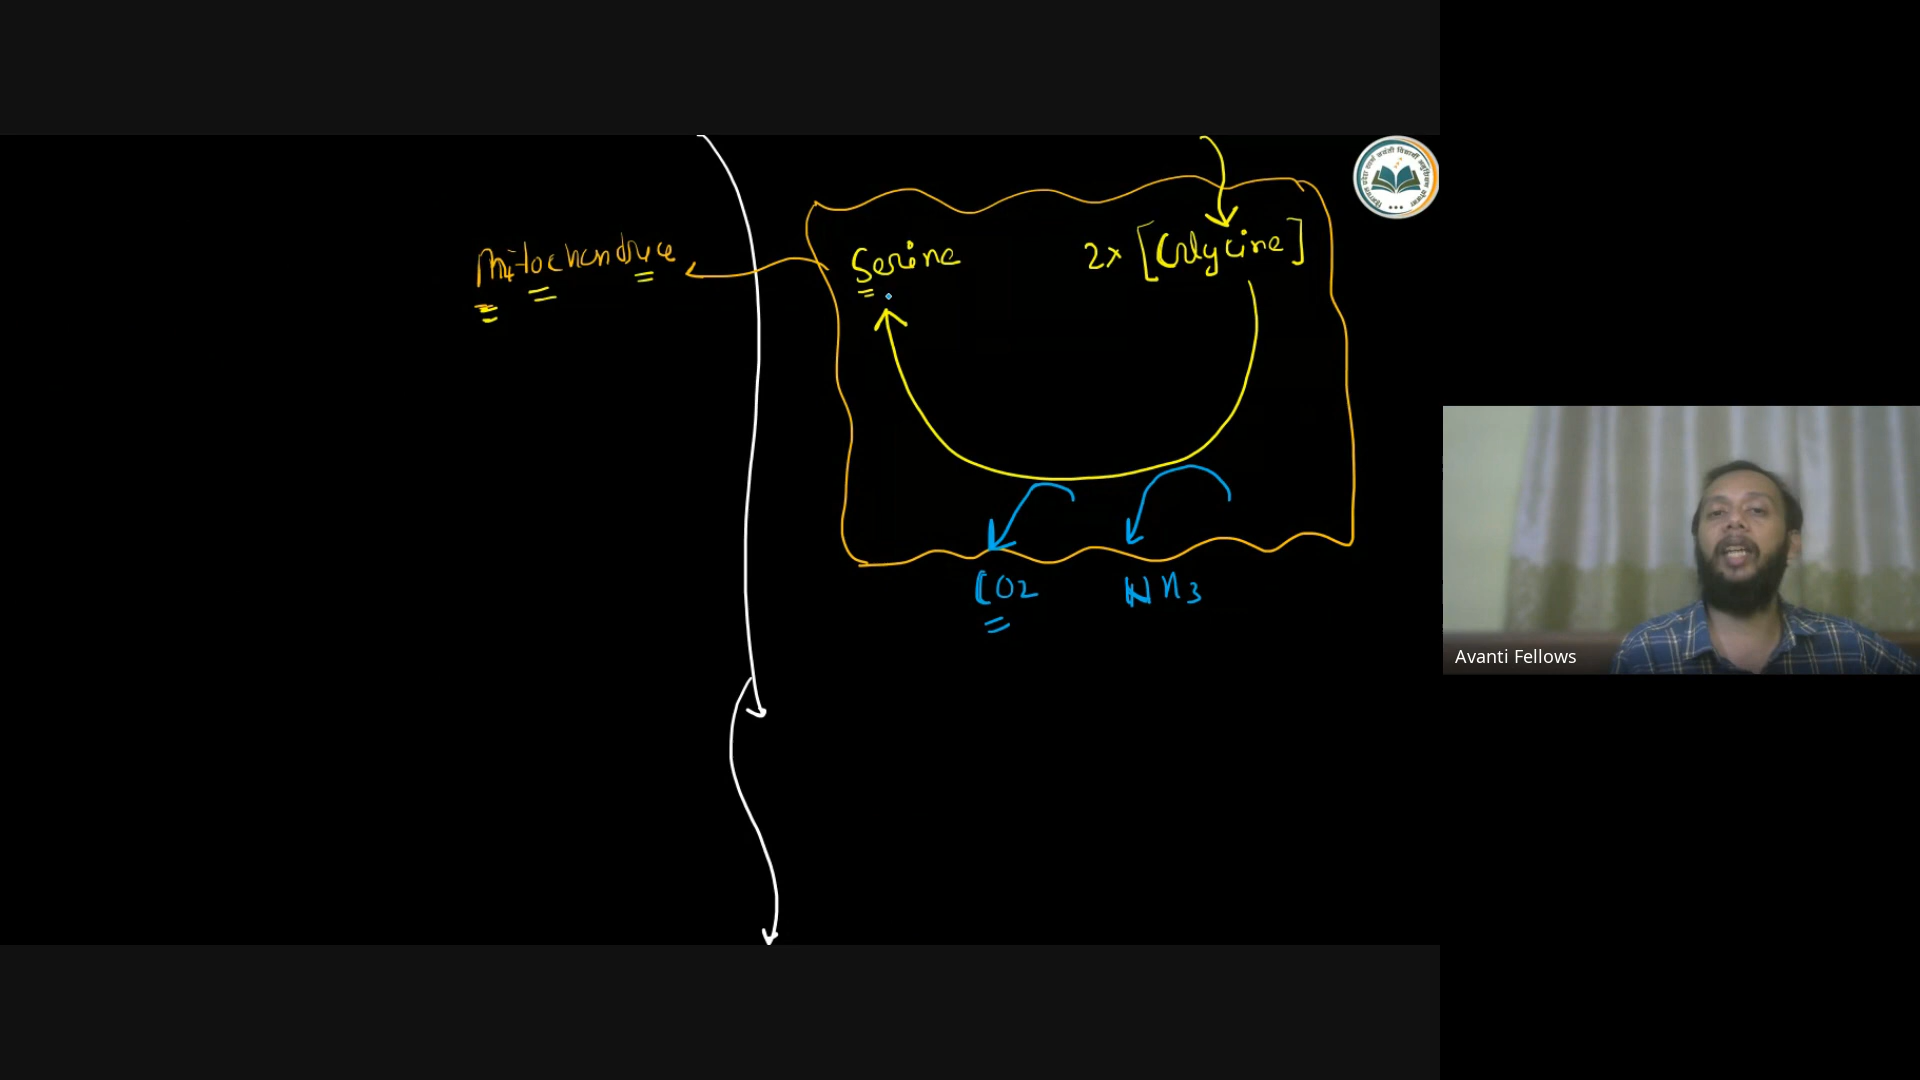 Mitochondria
Serine
2x [Glycine]
CO2
NH3
Avanti Fellows